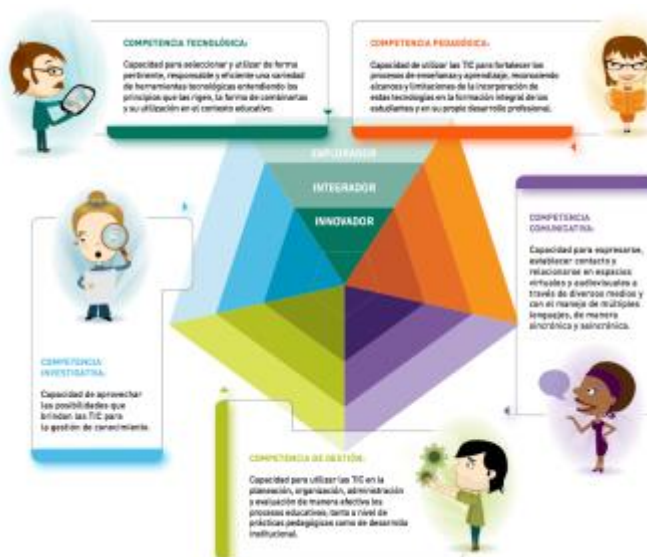 COMPETENCIA TECNOLÓGICA:
Capacidad para seleccionar y utilizar de forma
pertinente, responsable y eficiente una variedad
de herramientas tecnológicas entendiendo los
principios que las rigen, la forma de combinarlas
y su utilización en el contexto educativo.
COMPETENCIA PEDAGÓGICA:
Capacidad de utilizar las TIC para fortalecer los
procesos de enseñanza y aprendizaje, reconociendo
alcances y limitaciones de la incorporación de
estas tecnologías en la formación integral de los
estudiantes y en su propio desarrollo profesional.
EXPLORADOR
INTEGRADOR
INNOVADOR
COMPETENCIA
COMUNICATIVA:
Capacidad para expresarse,
establecer contacto y
relacionarse en espacios
virtuales y audiovisuales a
través de diversos medios y
con el manejo de múltiples
lenguajes, de manera
sincrónica y asincrónica.
COMPETENCIA
INVESTIGATIVA:
Capacidad de aprovechar
las posibilidades que
brindan las TIC para
la gestión de conocimiento.
COMPETENCIA DE GESTIÓN:
Capacidad para utilizar las TIC en la
planeación, organización, administración
y evaluación de manera efectiva los
procesos educativos; tanto a nivel de
prácticas pedagógicas como de desarrollo
institucional.